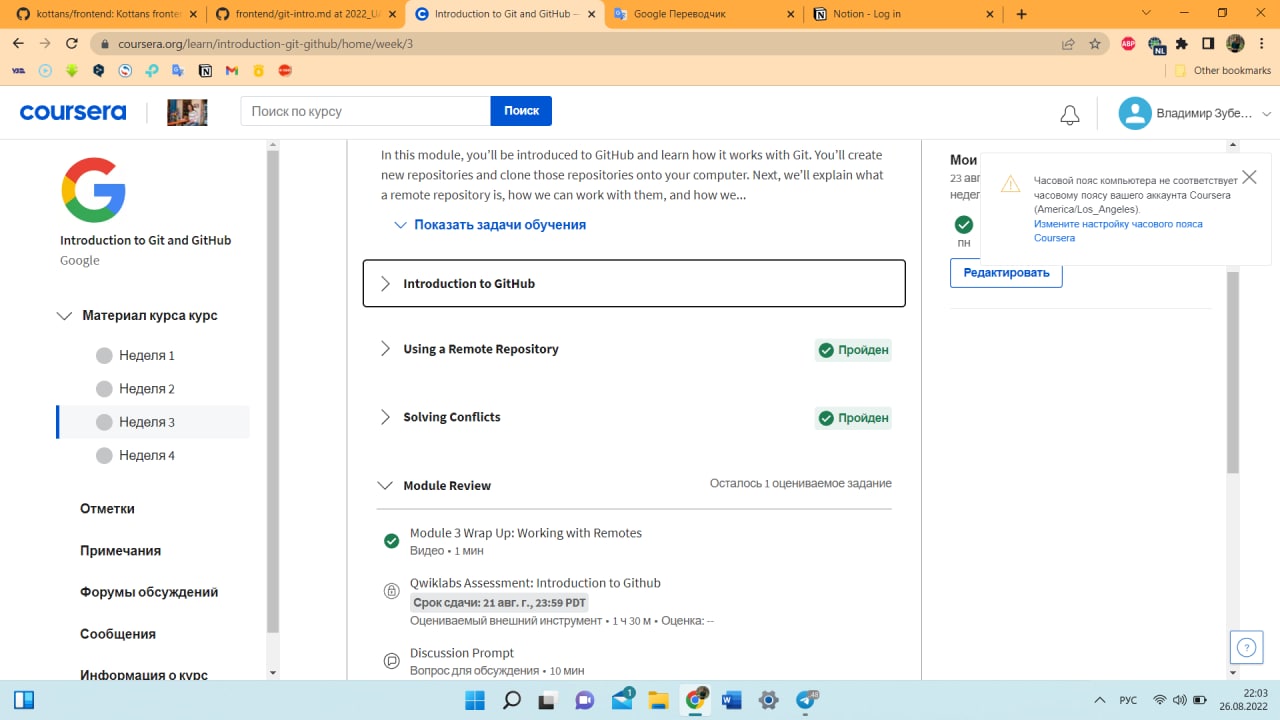 kottans/frontend: Kottans fronte
frontend/git-intro.md at 2022_UA
Introduction to Git and GitHub —
Google Переводчик
Notion - Log in
coursera.org/learn/introduction-git-github/home/week/3
ABP
NL
Other bookmarks
coursera
Поиск по курсу
Поиск
Владимир Зубе...
Introduction to Git and GitHub
Google
Материал курса курс
Неделя 1
Неделя 2
Неделя 3
Неделя 4
Отметки
Примечания
Форумы обсуждений
Сообщения
Информация о курс
In this module, you'll be introduced to GitHub and learn how it works with Git. You'll create
new repositories and clone those repositories onto your computer. Next, we'll explain what
a remote repository is, how we can work with them, and how we...
Показать задачи обучения
Introduction to GitHub
Using a Remote Repository
Пройден
Solving Conflicts
Пройден
Module Review
Осталось 1 оцениваемое задание
Module 3 Wrap Up: Working with Remotes
Видео • 1 мин
Qwiklabs Assessment: Introduction to Github
Срок сдачи: 21 авг. г., 23:59 PDT
Оцениваемый внешний инструмент • 1 ч 30 м • Оценка: --
Discussion Prompt
Вопрос для обсуждения • 10 мин
Мои
23 авг
недел
пн
Редактировать
Часовой пояс компьютера не соответствует
часовому поясу вашего аккаунта Coursera
(America/Los_Angeles).
Измените настройку часового пояса
Coursera
?
1
48
РУС
22:03
26.08.2022